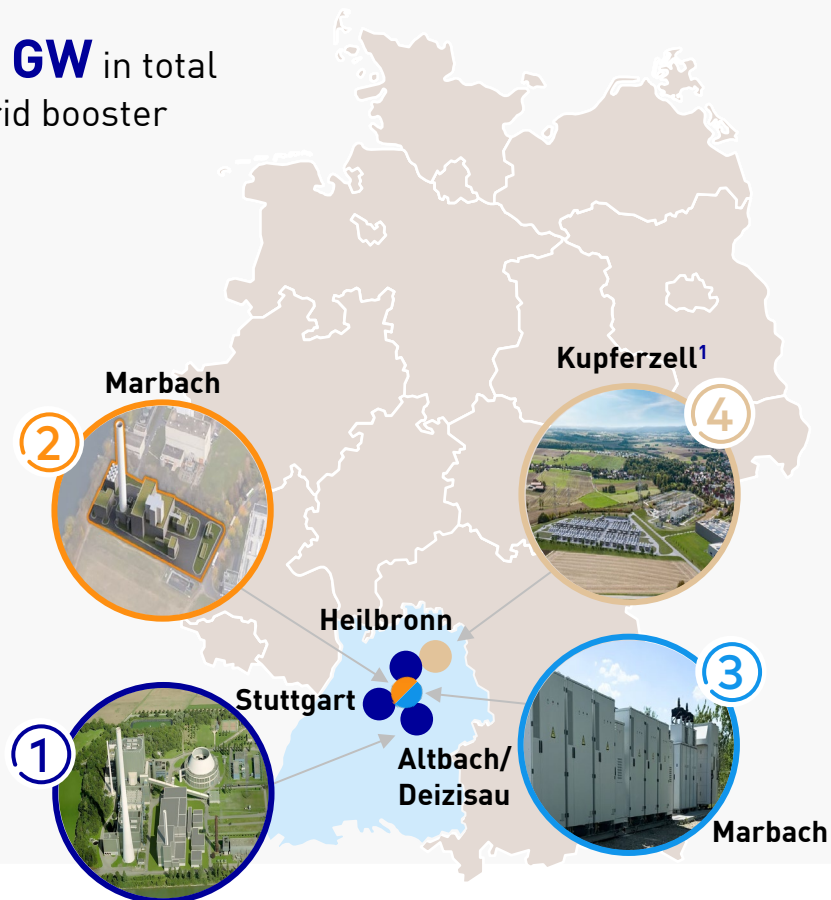 GW in total
rid booster
Kupferzell¹
4
Marbach
2
Heilbronn
3
Stuttgart
1
Altbach/
Deizisau
Marbach